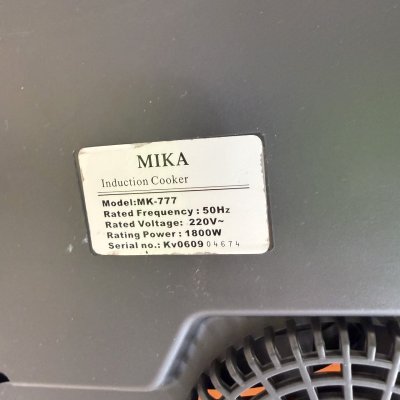 MIKA
Induction Cooker
Model:MK-777
Rated Frequency : 50Hz
Rated Voltage: 220V~
Rating Power : 1800W
Serial no.: Kv0609 04674